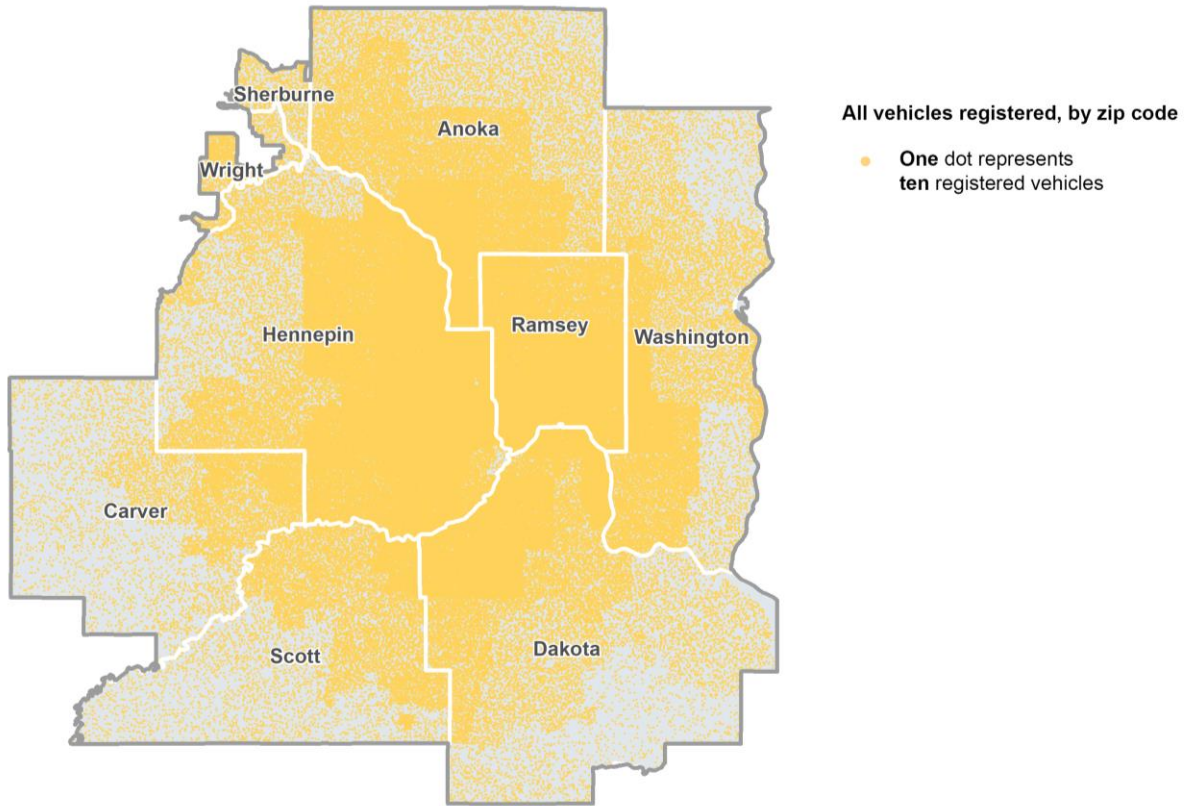 Sherburne
Anoka
All vehicles registered, by zip code
One dot represents
ten registered vehicles
Wright
Hennepin
Ramsey
Washington
Carver
Scott
Dakota